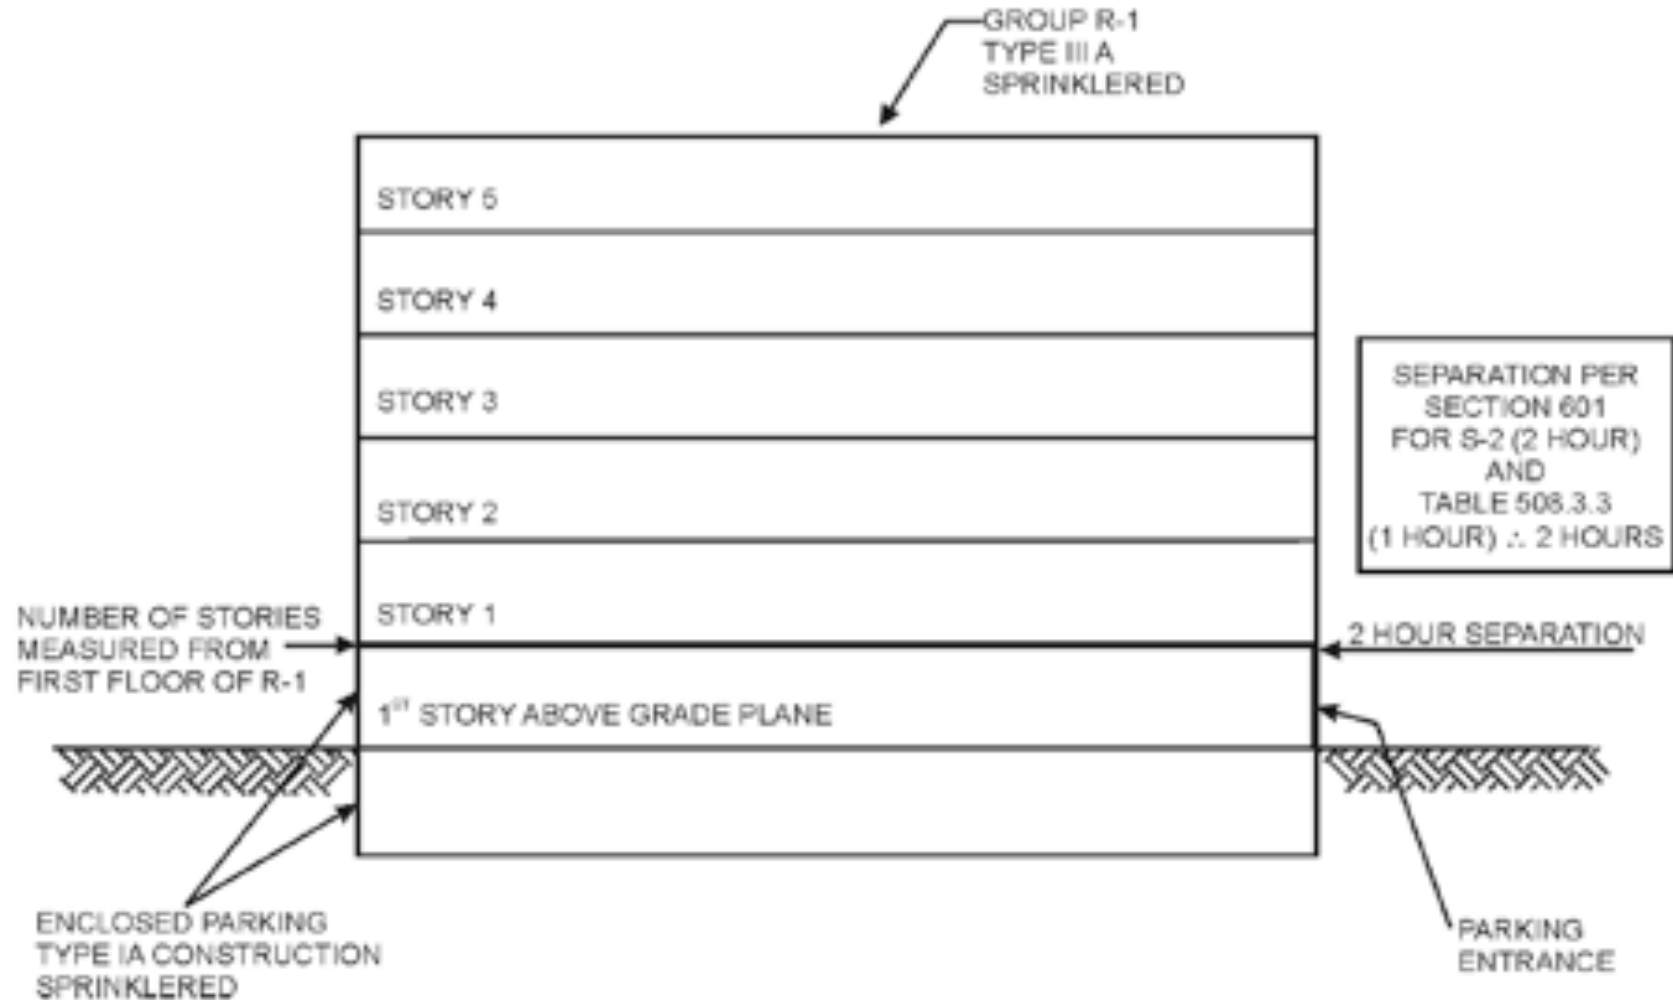 GROUP R-1
TYPE III A
SPRINKLERED
STORY 5
STORY 4
STORY 3
STORY 2
STORY 1
SEPARATION PER
SECTION 601
FOR S-2 (2 HOUR)
AND
TABLE 508.3.3
(1 HOUR) ∴ 2 HOURS
NUMBER OF STORIES
MEASURED FROM
FIRST FLOOR OF R-1
2 HOUR SEPARATION
1ST STORY ABOVE GRADE PLANE
ENCLOSED PARKING
TYPE IA CONSTRUCTION
SPRINKLERED
PARKING
ENTRANCE